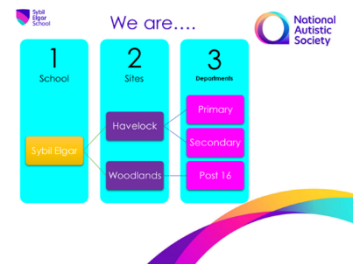 Sybil
Elgar
School
We are....
National
Autistic
Society
1
School
2
Sites
3
Departments
Sybil Elgar
Havelock
Woodlands
Primary
Secondary
Post 16